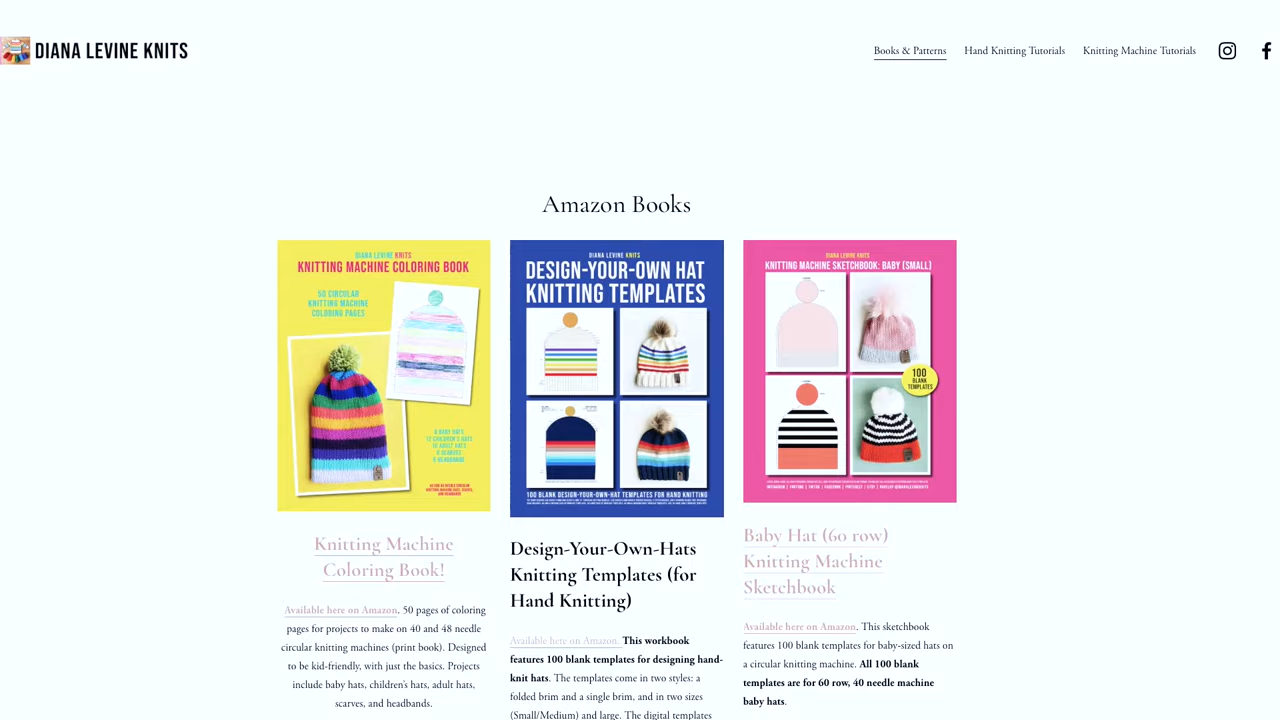 DIANA LEVINE KNITS
Books & Patterns
Hand Knitting Tutorials
Knitting Machine Tutorials
Amazon Books
DIANA LEVINE KNITS
KNITTING MACHINE COLORING BOOK
50 CIRCULAR
KNITTING MACHINE
COLORING PAGES
DIANA LEVINE KNITS
DESIGN-YOUR-OWN HAT
KNITTING TEMPLATES
100 BLANK DESIGN-YOUR-OWN-HAT TEMPLATES FOR HAND KNITTING
DIANA LEVINE KNITS
KNITTING MACHINE SKETCHBOOK: BABY (SMALL)
100
BLANK
TEMPLATES
Knitting Machine
Coloring Book!
Available here on Amazon. 50 pages of coloring
pages for projects to make on 40 and 48 needle
circular knitting machines (print book). Designed
to be kid-friendly, with just the basics. Projects
include baby hats, children's hats, adult hats,
scarves, and headbands.
Design-Your-Own-Hats
Knitting Templates (for
Hand Knitting)
Available here on Amazon. This workbook
features 100 blank templates for designing hand-
knit hats. The templates come in two styles: a
folded brim and a single brim, and in two sizes
(Small/Medium) and large. The digital templates
Baby Hat (60 row)
Knitting Machine
Sketchbook
Available here on Amazon. This sketchbook
features 100 blank templates for baby-sized hats on
a circular knitting machine. All 100 blank
templates are for 60 row, 40 needle machine
baby hats.